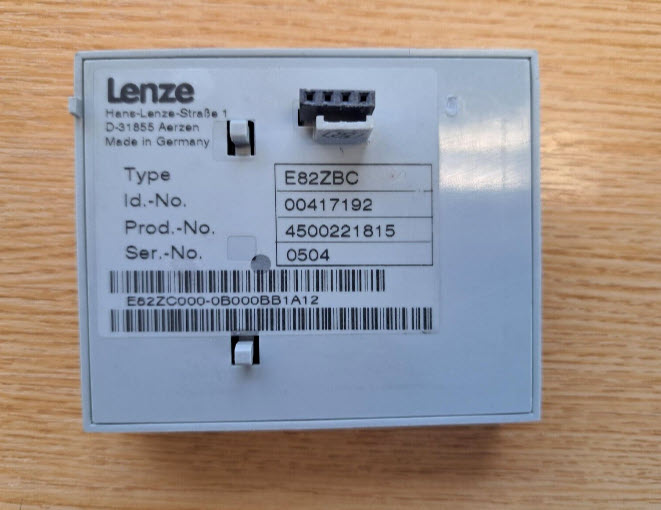 Lenze
Hans-Lenze-Straße 1
D-31855 Aerzen
Made in Germany
Type E82ZBC
Id.-No. 00417192
Prod.-No. 4500221815
Ser.-No. 0504
E82ZC000-0B000BB1A12